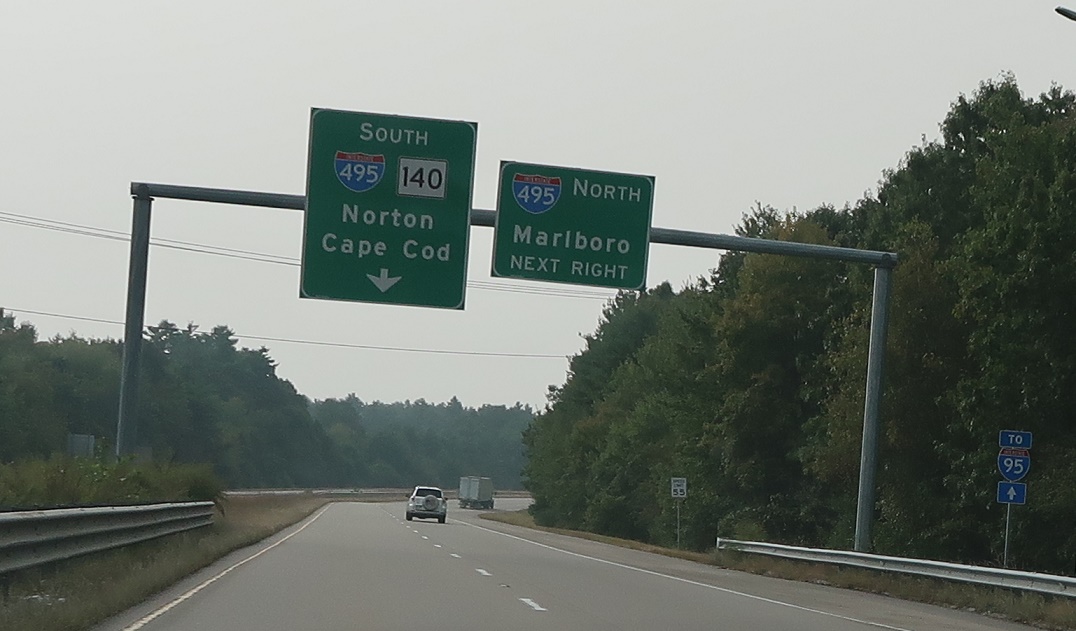 SOUTH
INTERSTATE
495 140
Norton
Cape Cod
INTERSTATE
495 NORTH
Marlboro
NEXT RIGHT
SPEED
LIMIT
55
TO
INTERSTATE
95